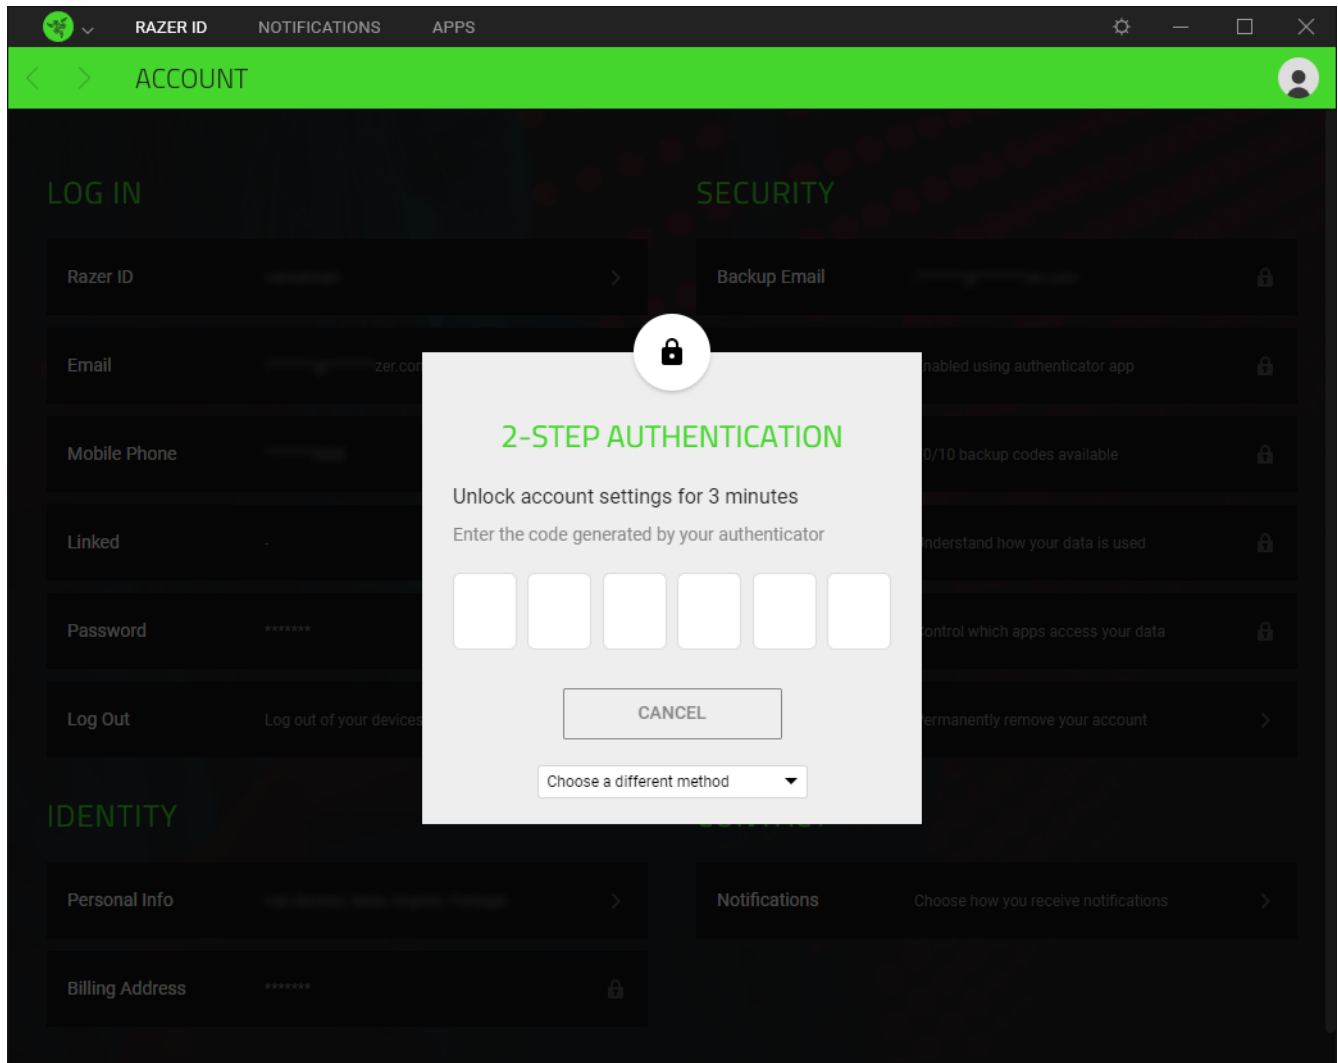 RAZER ID NOTIFICATIONS APPS
ACCOUNT
LOG IN
Razer ID
Email zer.co
Mobile Phone
Linked -
Password *******
Log Out Log out of your devices
IDENTITY
Personal Info
Billing Address *******
SECURITY
Backup Email
nabled using authenticator app
0/10 backup codes available
nderstand how your data is used
ontrol which apps access your data
ermanently remove your account
Notifications Choose how you receive notifications
2-STEP AUTHENTICATION
Unlock account settings for 3 minutes
Enter the code generated by your authenticator
CANCEL
Choose a different method